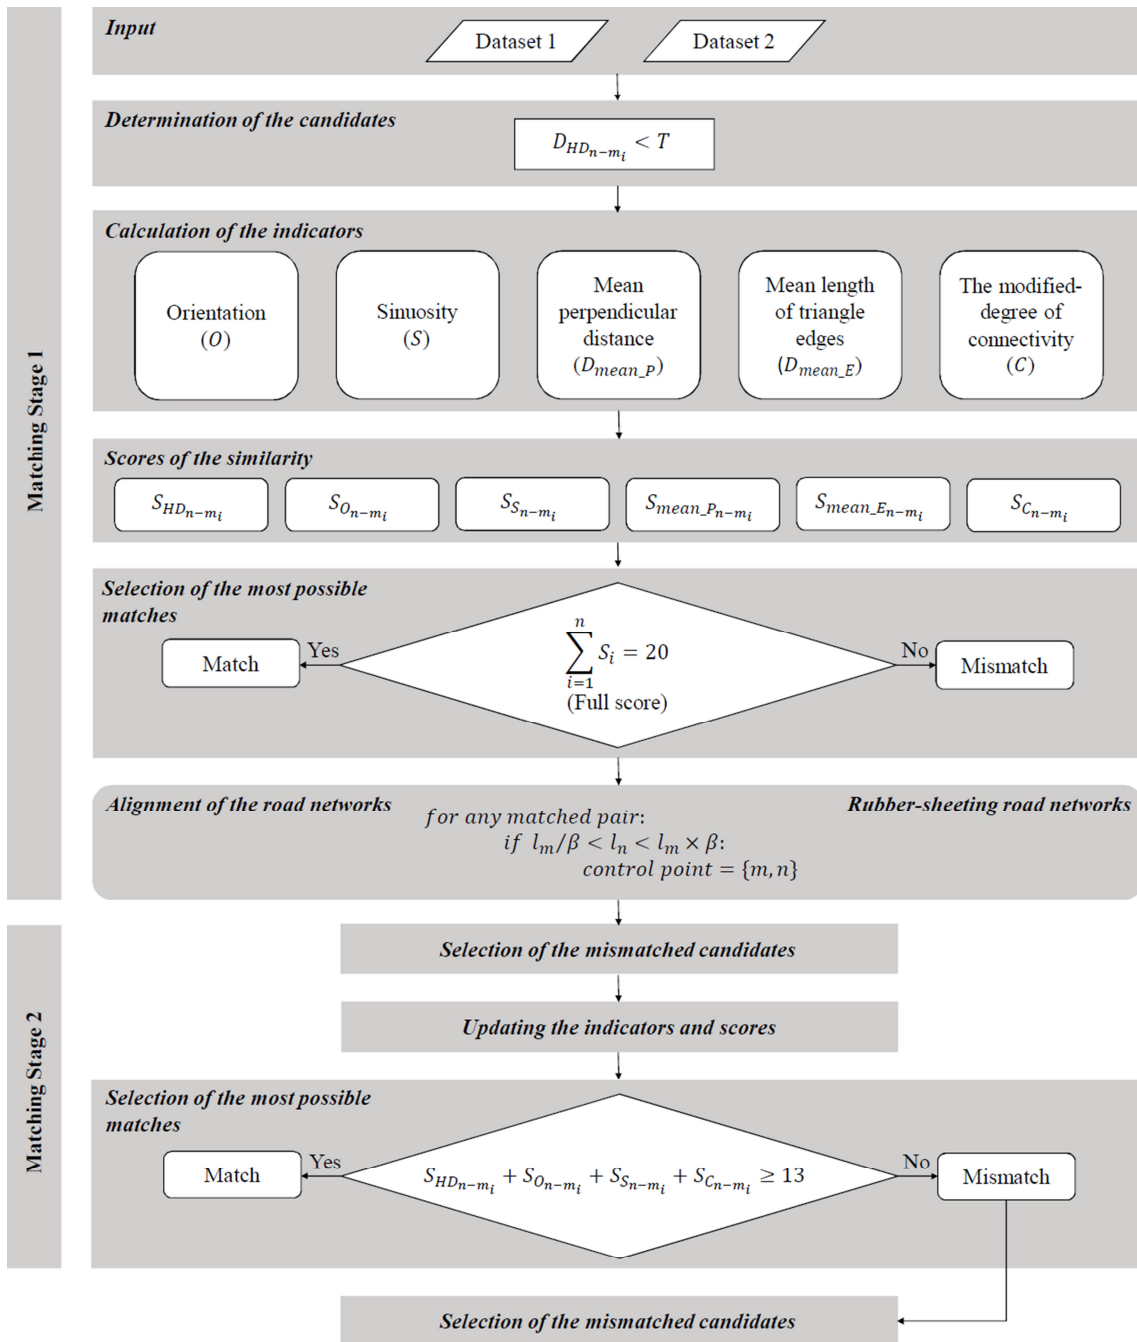 Input
Dataset 1
Dataset 2
Determination of the candidates
D_{HD_{n-m_i}} < T
Calculation of the indicators
Orientation
(O)
Sinuosity
(S)
Mean
perpendicular
distance
(D_{mean_P})
Mean length
of triangle
edges
(D_{mean_E})
The modified-
degree of
connectivity
(C)
Matching Stage 1
Scores of the similarity
S_{HD_{n-m_i}}
S_{O_{n-m_i}}
S_{S_{n-m_i}}
S_{mean_P_{n-m_i}}
S_{mean_E_{n-m_i}}
S_{C_{n-m_i}}
Selection of the most possible
matches
Match
Yes
\sum_{i=1}^{n} S_i = 20
(Full score)
No
Mismatch
Alignment of the road networks
Rubber-sheeting road networks
for any matched pair:
if l_m/β < l_n < l_m × β:
control point = {m, n}
Selection of the mismatched candidates
Updating the indicators and scores
Matching Stage 2
Selection of the most possible
matches
Match
Yes
S_{HD_{n-m_i}} + S_{O_{n-m_i}} + S_{S_{n-m_i}} + S_{C_{n-m_i}} ≥ 13
No
Mismatch
Selection of the mismatched candidates